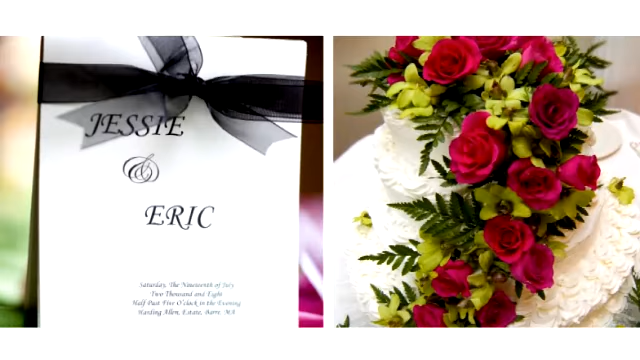 JESSIE
&
ERIC
Saturday, The Nineteenth of July
Two Thousand and Eight
Half Past Five O'clock in the Evening
Harding Allen, Estate, Barre, MA